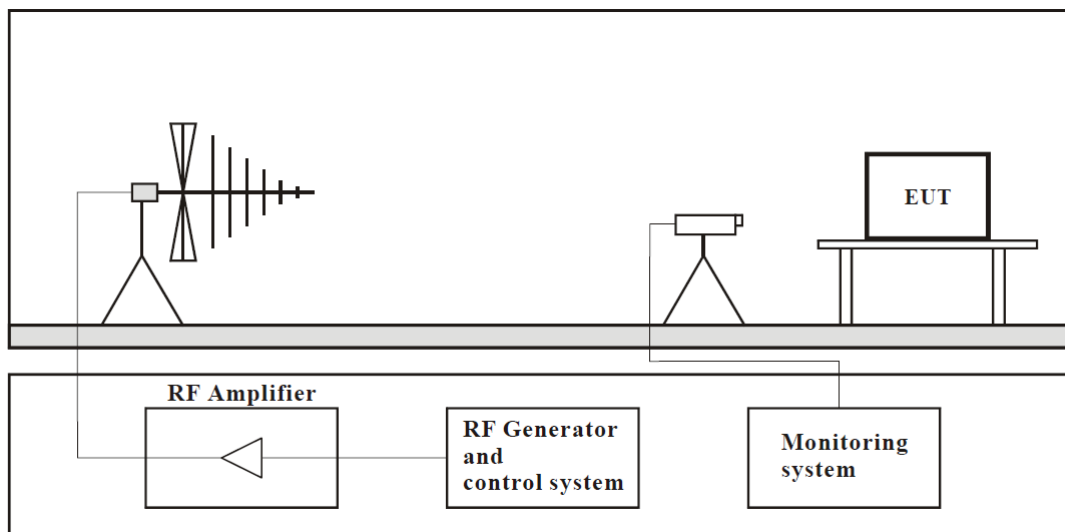 EUT
RF Amplifier
RF Generator
and
control system
Monitoring
system